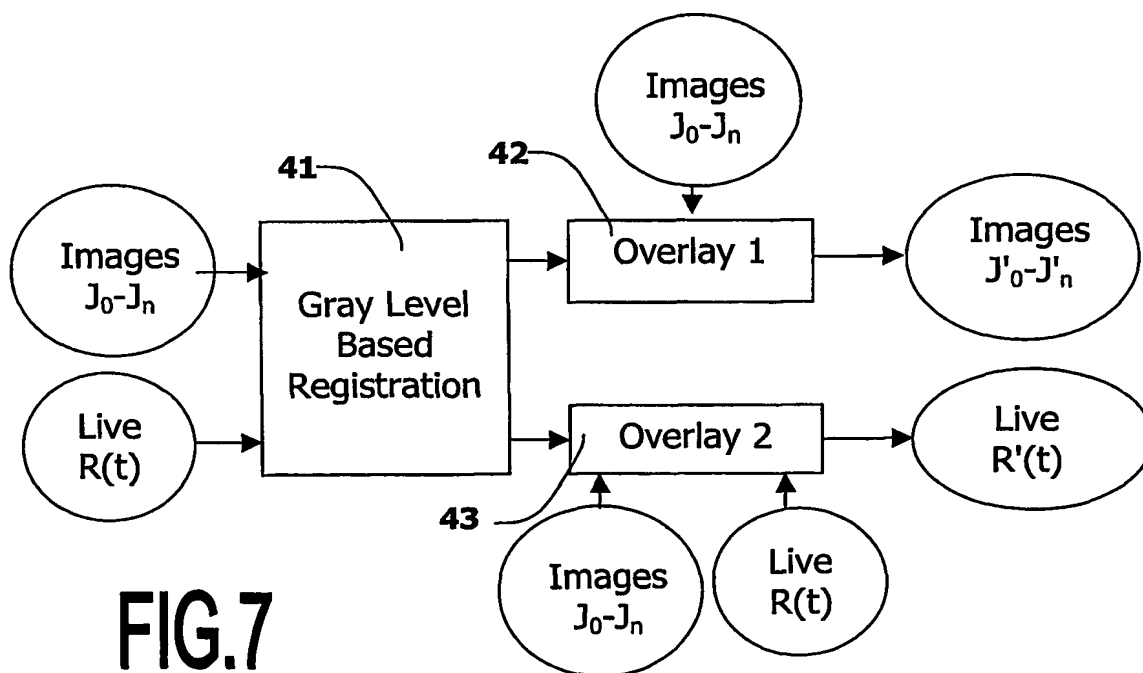 Images
J₀-Jₙ
41
42
Images
J₀-Jₙ
Overlay 1
Images
J'₀-J'ₙ
Gray Level
Based
Registration
Live
R(t)
Overlay 2
Live
R'(t)
43
Images
J₀-Jₙ
Live
R(t)
FIG.7